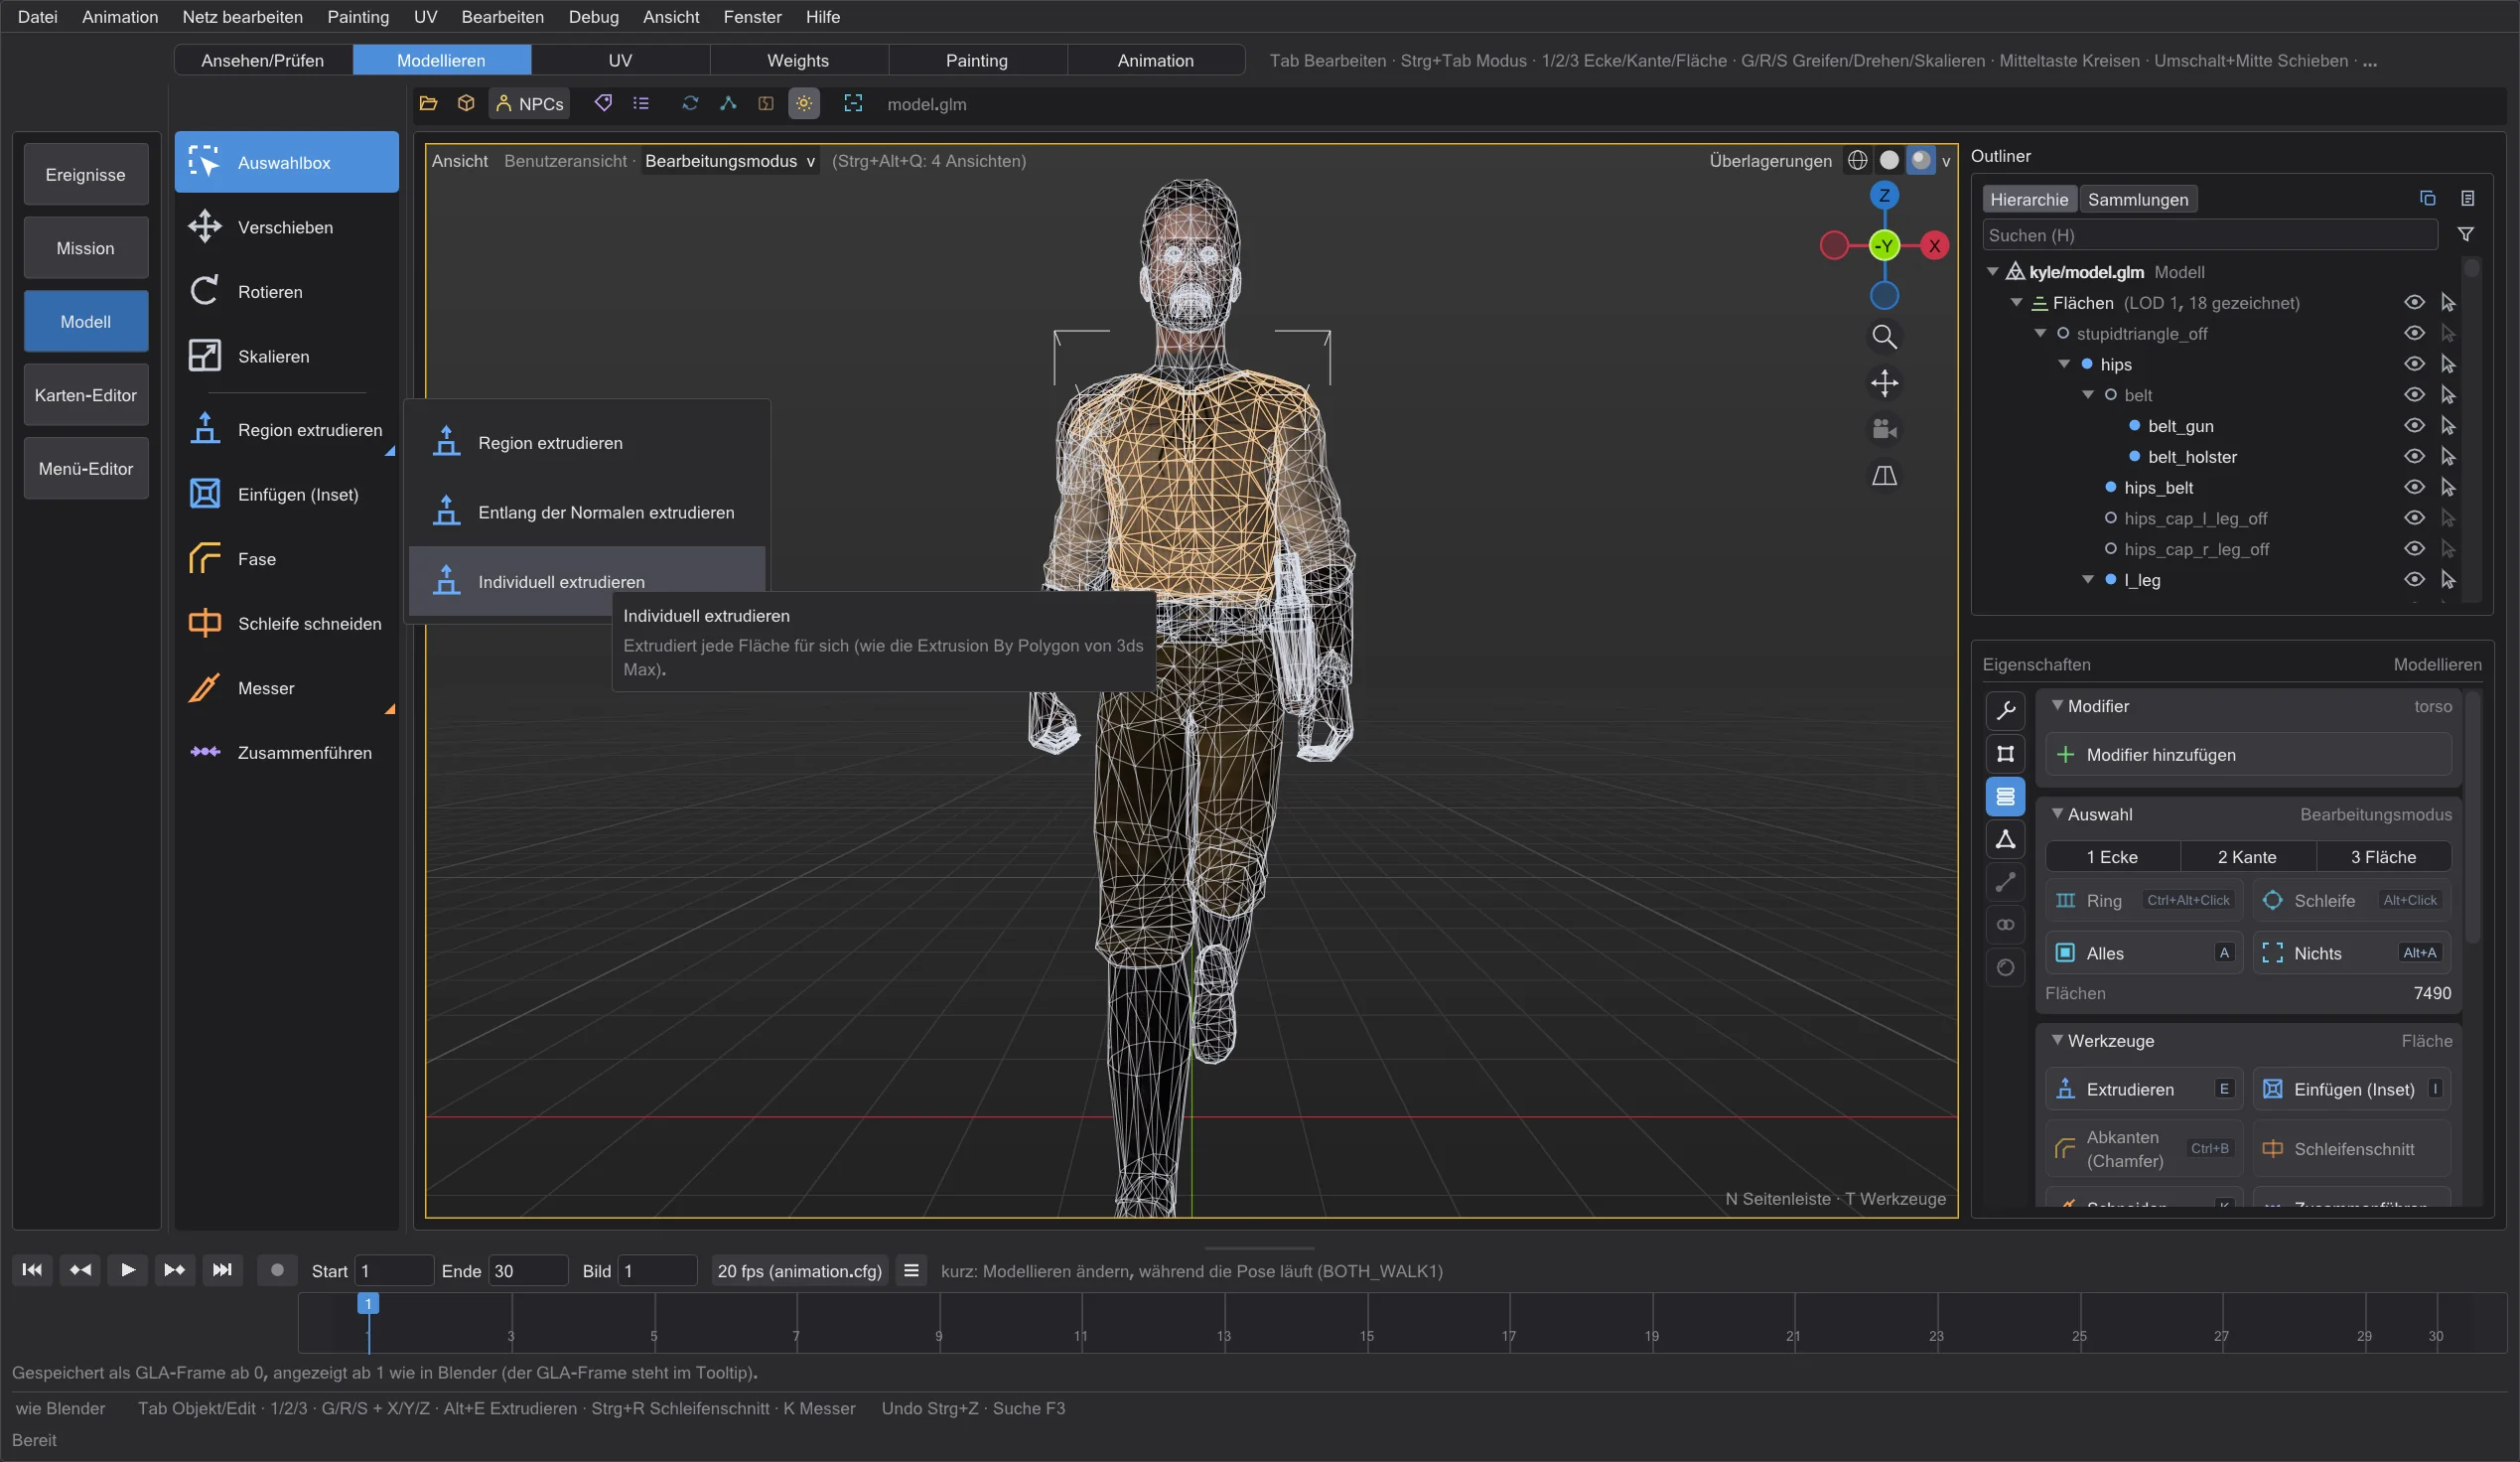 Datei Animation Netz bearbeiten Painting UV Bearbeiten Debug Ansicht Fenster Hilfe
Ansehen/Prüfen Modellieren UV Weights Painting Animation Tab Bearbeiten · Strg+Tab Modus · 1/2/3 Ecke/Kante/Fläche · G/R/S Greifen/Drehen/Skalieren · Mitteltaste Kreisen · Umschalt+Mitte Schieben · ...
NPCs model.glm
Ereignisse
Mission
Modell
Karten-Editor
Menü-Editor
Auswahlbox
Verschieben
Rotieren
Skalieren
Region extrudieren
Einfügen (Inset)
Fase
Schleife schneiden
Messer
Zusammenführen
Ansicht Benutzeransicht · Bearbeitungsmodus v (Strg+Alt+Q: 4 Ansichten)
Überlagerungen v
Z
-Y X
Region extrudieren
Entlang der Normalen extrudieren
Individuell extrudieren
Individuell extrudieren
Extrudiert jede Fläche für sich (wie die Extrusion By Polygon von 3ds
Max).
N Seitenleiste · T Werkzeuge
Outliner
Hierarchie Sammlungen
Suchen (H)
kyle/model.glm Modell
Flächen (LOD 1, 18 gezeichnet)
stupidtriangle_off
hips
belt
belt_gun
belt_holster
hips_belt
hips_cap_l_leg_off
hips_cap_r_leg_off
l_leg
Eigenschaften Modellieren
Modifier torso
Modifier hinzufügen
Auswahl Bearbeitungsmodus
1 Ecke 2 Kante 3 Fläche
Ring Ctrl+Alt+Click Schleife Alt+Click
Alles A Nichts Alt+A
Flächen 7490
Werkzeuge Fläche
Extrudieren E Einfügen (Inset) I
Abkanten (Chamfer) Ctrl+B Schleifenschnitt
Schneiden K Zusammenführen
Start 1 Ende 30 Bild 1 20 fps (animation.cfg) kurz: Modellieren ändern, während die Pose läuft (BOTH_WALK1)
1
1 3 5 7 9 11 13 15 17 19 21 23 25 27 29 30
Gespeichert als GLA-Frame ab 0, angezeigt ab 1 wie in Blender (der GLA-Frame steht im Tooltip).
wie Blender Tab Objekt/Edit · 1/2/3 · G/R/S + X/Y/Z · Alt+E Extrudieren · Strg+R Schleifenschnitt · K Messer Undo Strg+Z · Suche F3
Bereit